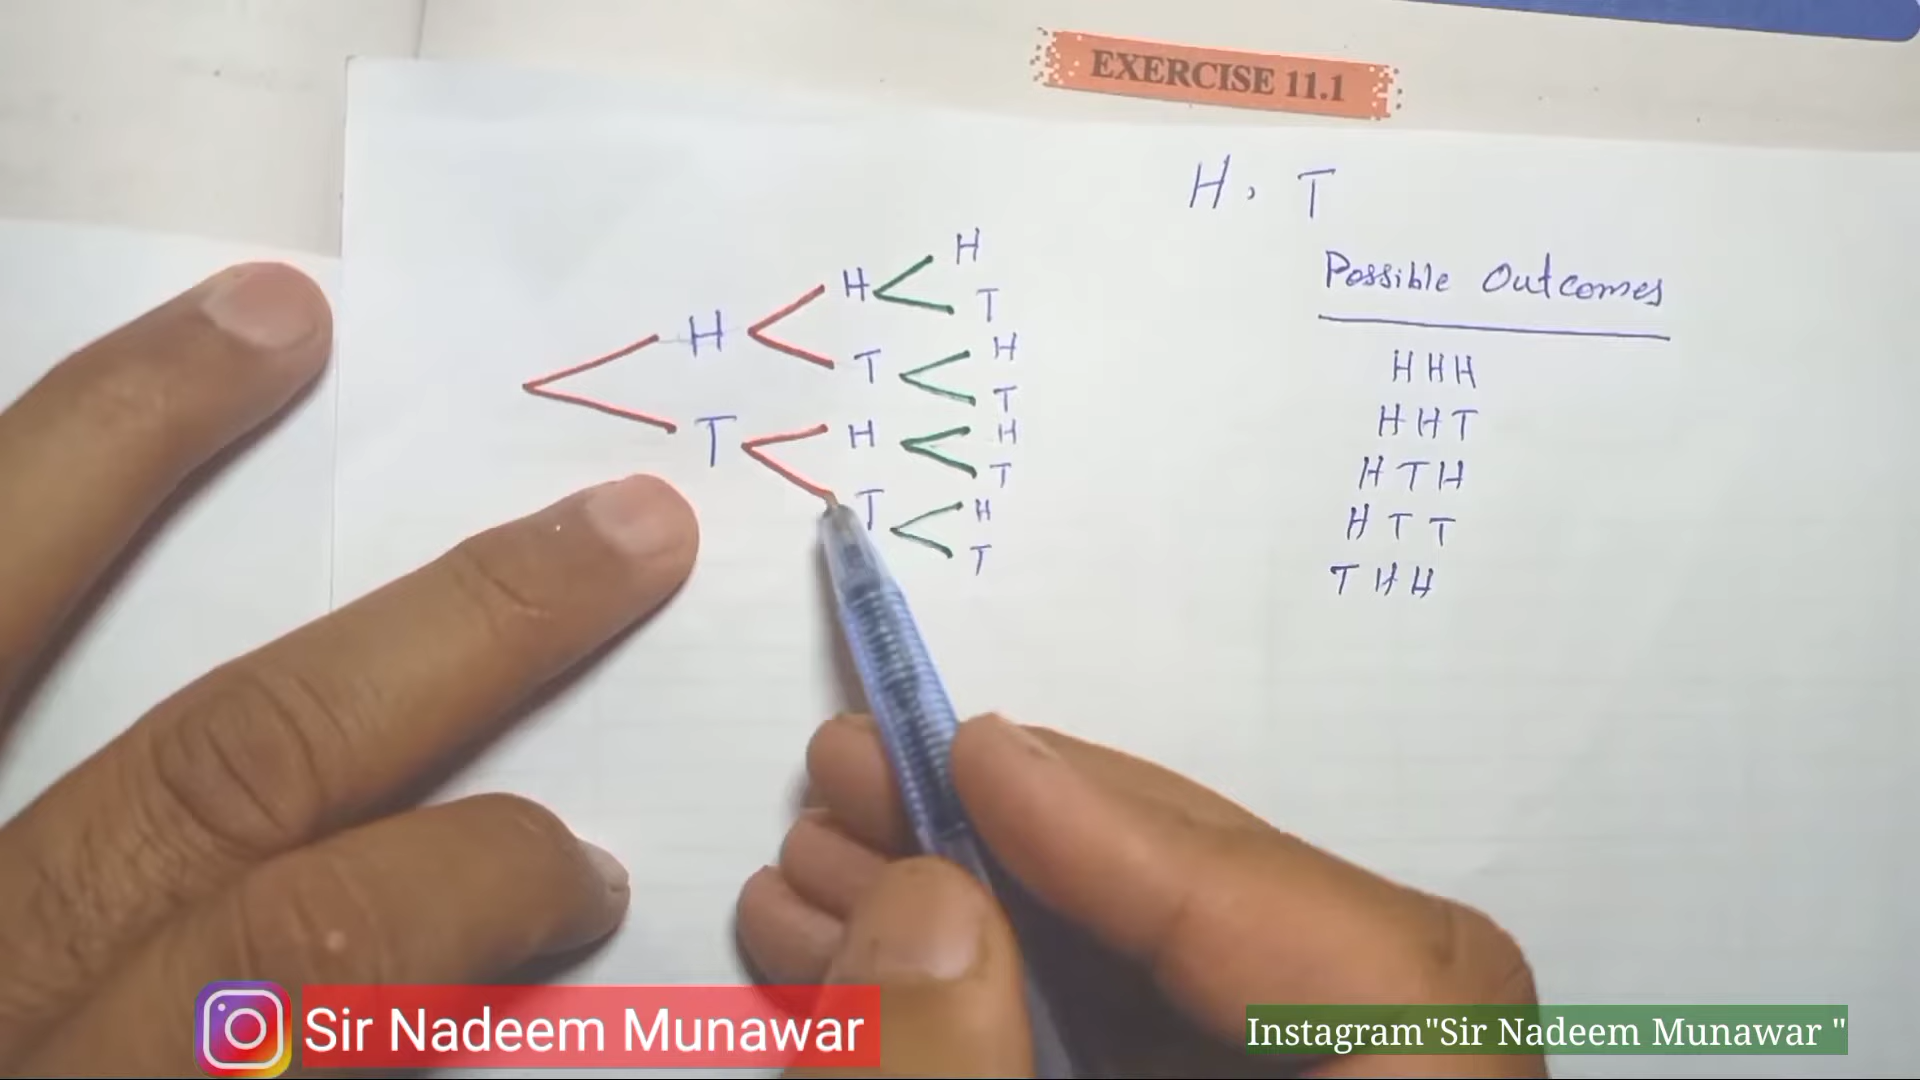 EXERCISE 11.1
H, T
Possible Outcomes
H
H
T
H
H
T
H
T
T
H
H
T
T
H
T
HHH
HHT
HTH
HTT
THH
Sir Nadeem Munawar
Instagram"Sir Nadeem Munawar "